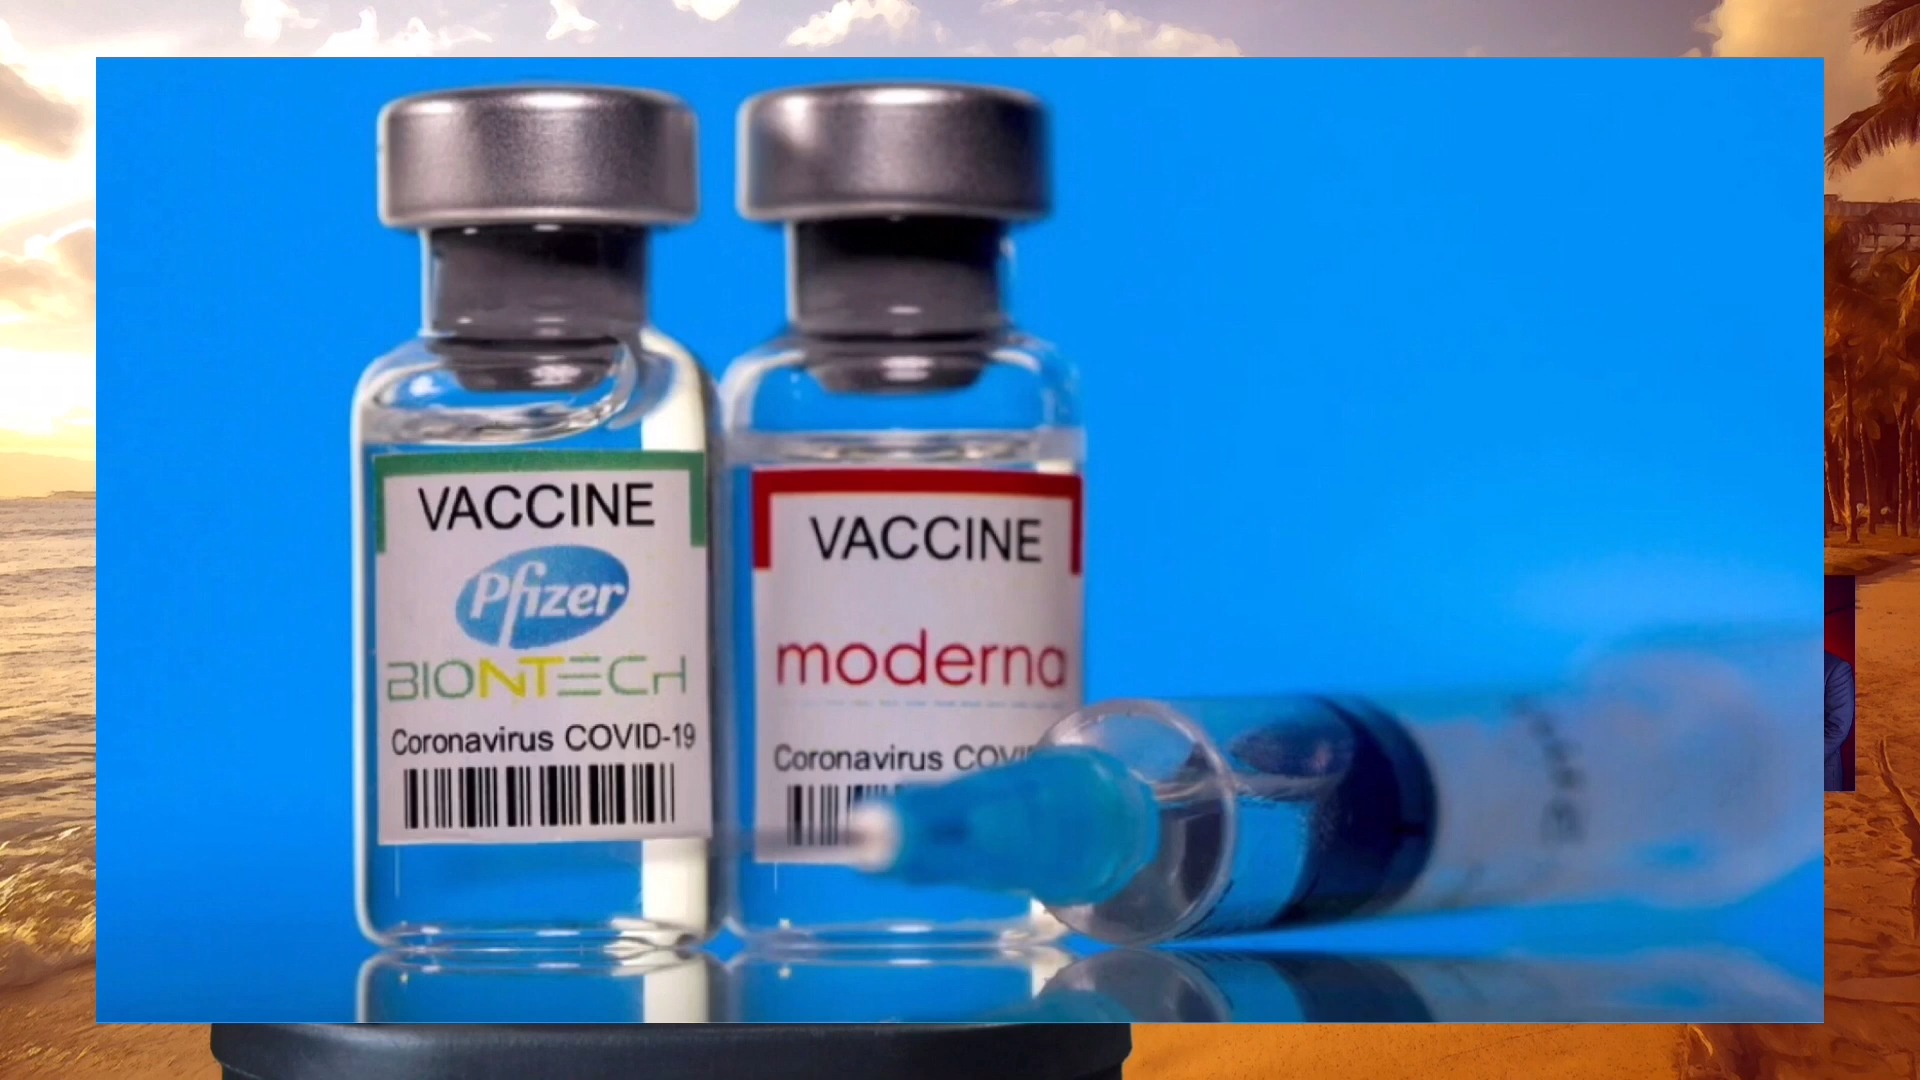 VACCINE
Pfizer
BIONTECH
Coronavirus COVID-19
VACCINE
moderna
Coronavirus